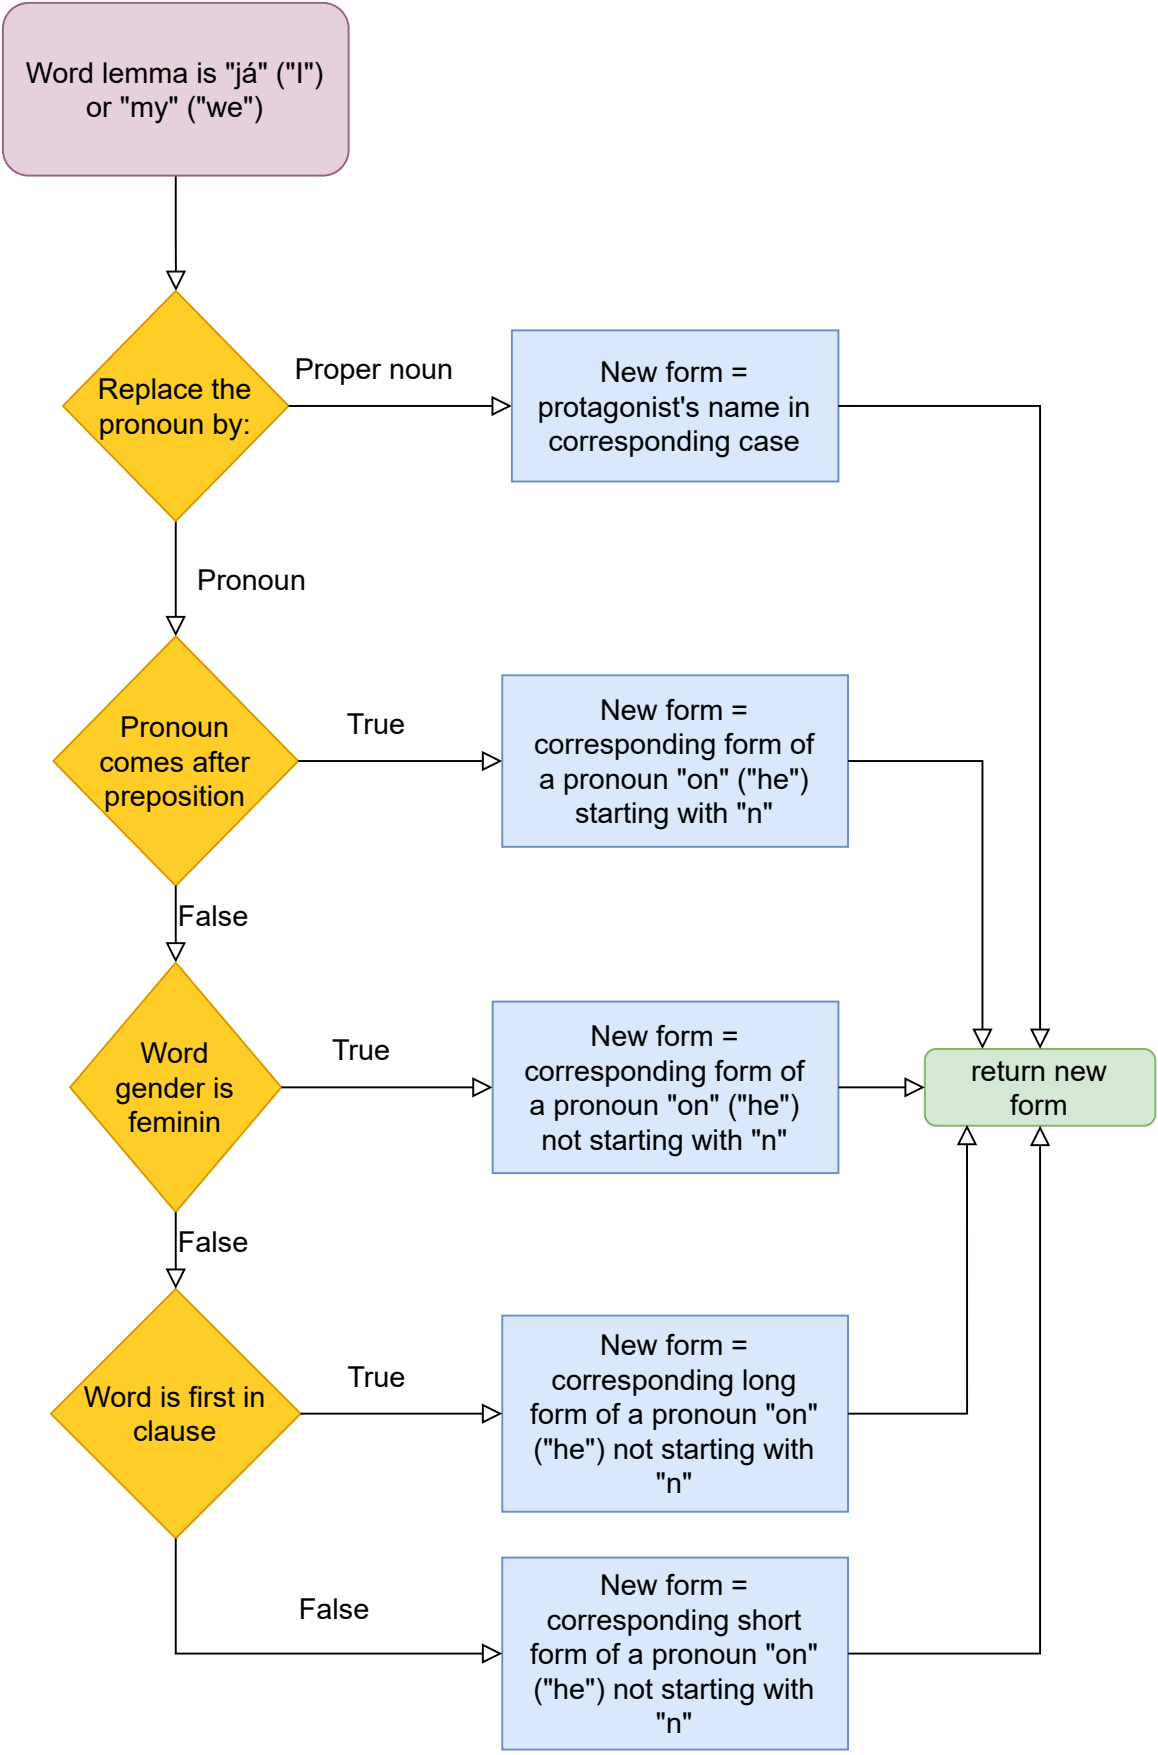 Word lemma is "já" ("I")
or "my" ("we")
Replace the
pronoun by:
Proper noun
New form =
protagonist's name in
corresponding case
Pronoun
Pronoun
comes after
preposition
True
New form =
corresponding form of
a pronoun "on" ("he")
starting with "n"
False
Word
gender is
feminin
True
New form =
corresponding form of
a pronoun "on" ("he")
not starting with "n"
return new
form
False
Word is first in
clause
True
New form =
corresponding long
form of a pronoun "on"
("he") not starting with
"n"
False
New form =
corresponding short
form of a pronoun "on"
("he") not starting with
"n"